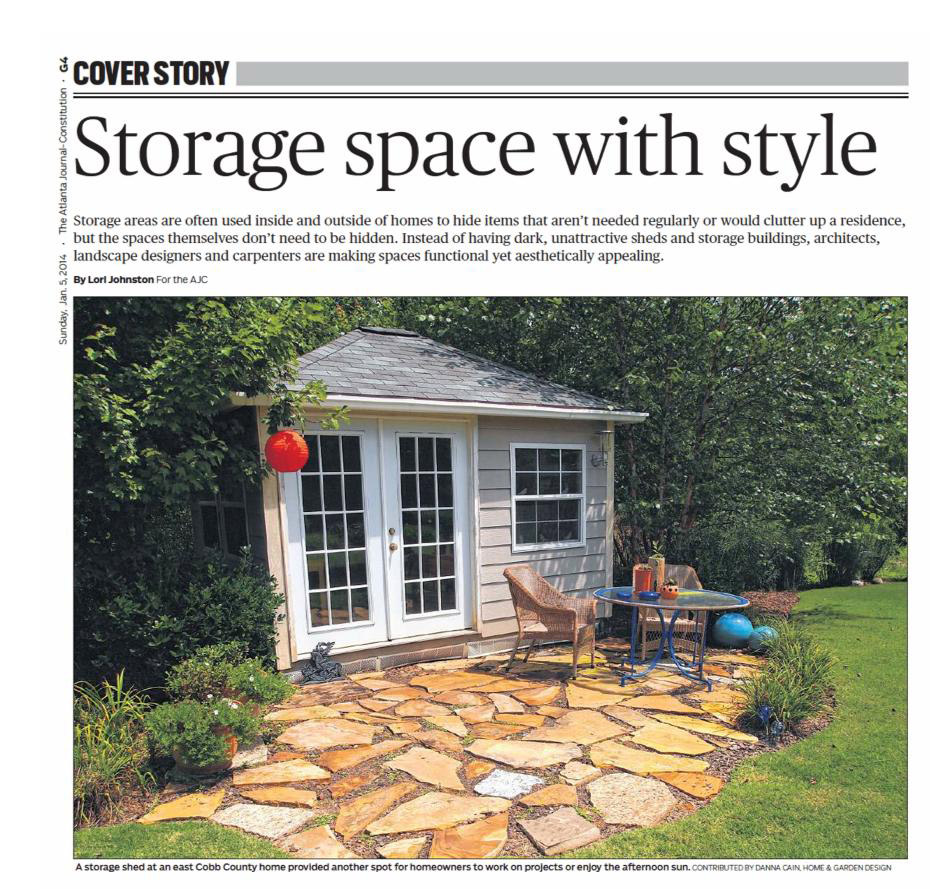 Sunday, Jan. 5, 2014 · The Atlanta Journal-Constitution · G4
COVER STORY
Storage space with style
Storage areas are often used inside and outside of homes to hide items that aren't needed regularly or would clutter up a residence,
but the spaces themselves don't need to be hidden. Instead of having dark, unattractive sheds and storage buildings, architects,
landscape designers and carpenters are making spaces functional yet aesthetically appealing.
By Lori Johnston For the AJC
A storage shed at an east Cobb County home provided another spot for homeowners to work on projects or enjoy the afternoon sun. CONTRIBUTED BY DANNA CAIN, HOME & GARDEN DESIGN